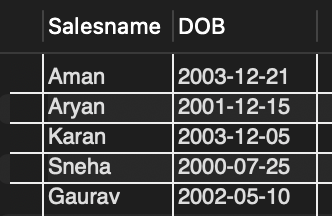 Salesname DOB
Aman 2003-12-21
Aryan 2001-12-15
Karan 2003-12-05
Sneha 2000-07-25
Gaurav 2002-05-10